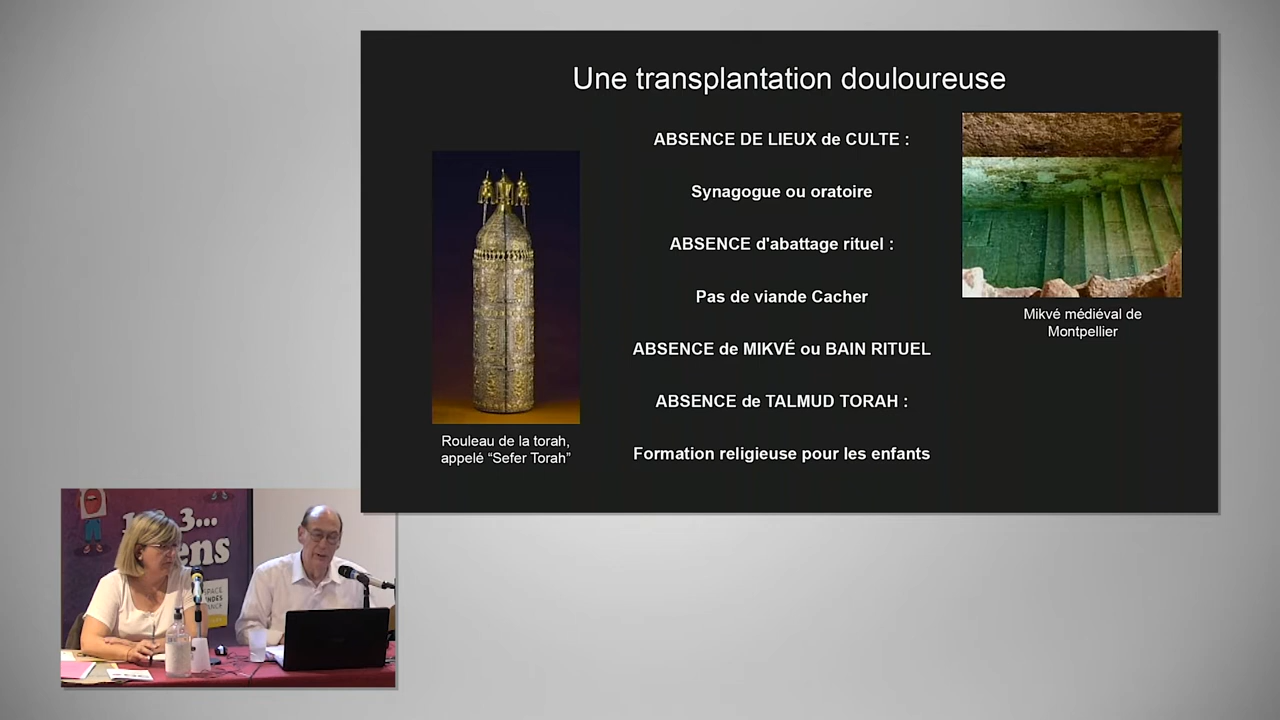 Une transplantation douloureuse
ABSENCE DE LIEUX de CULTE :
Synagogue ou oratoire
ABSENCE d'abattage rituel :
Pas de viande Cacher
ABSENCE de MIKVÉ ou BAIN RITUEL
ABSENCE de TALMUD TORAH :
Formation religieuse pour les enfants
Rouleau de la torah,
appelé “Sefer Torah”
Mikvé médiéval de
Montpellier